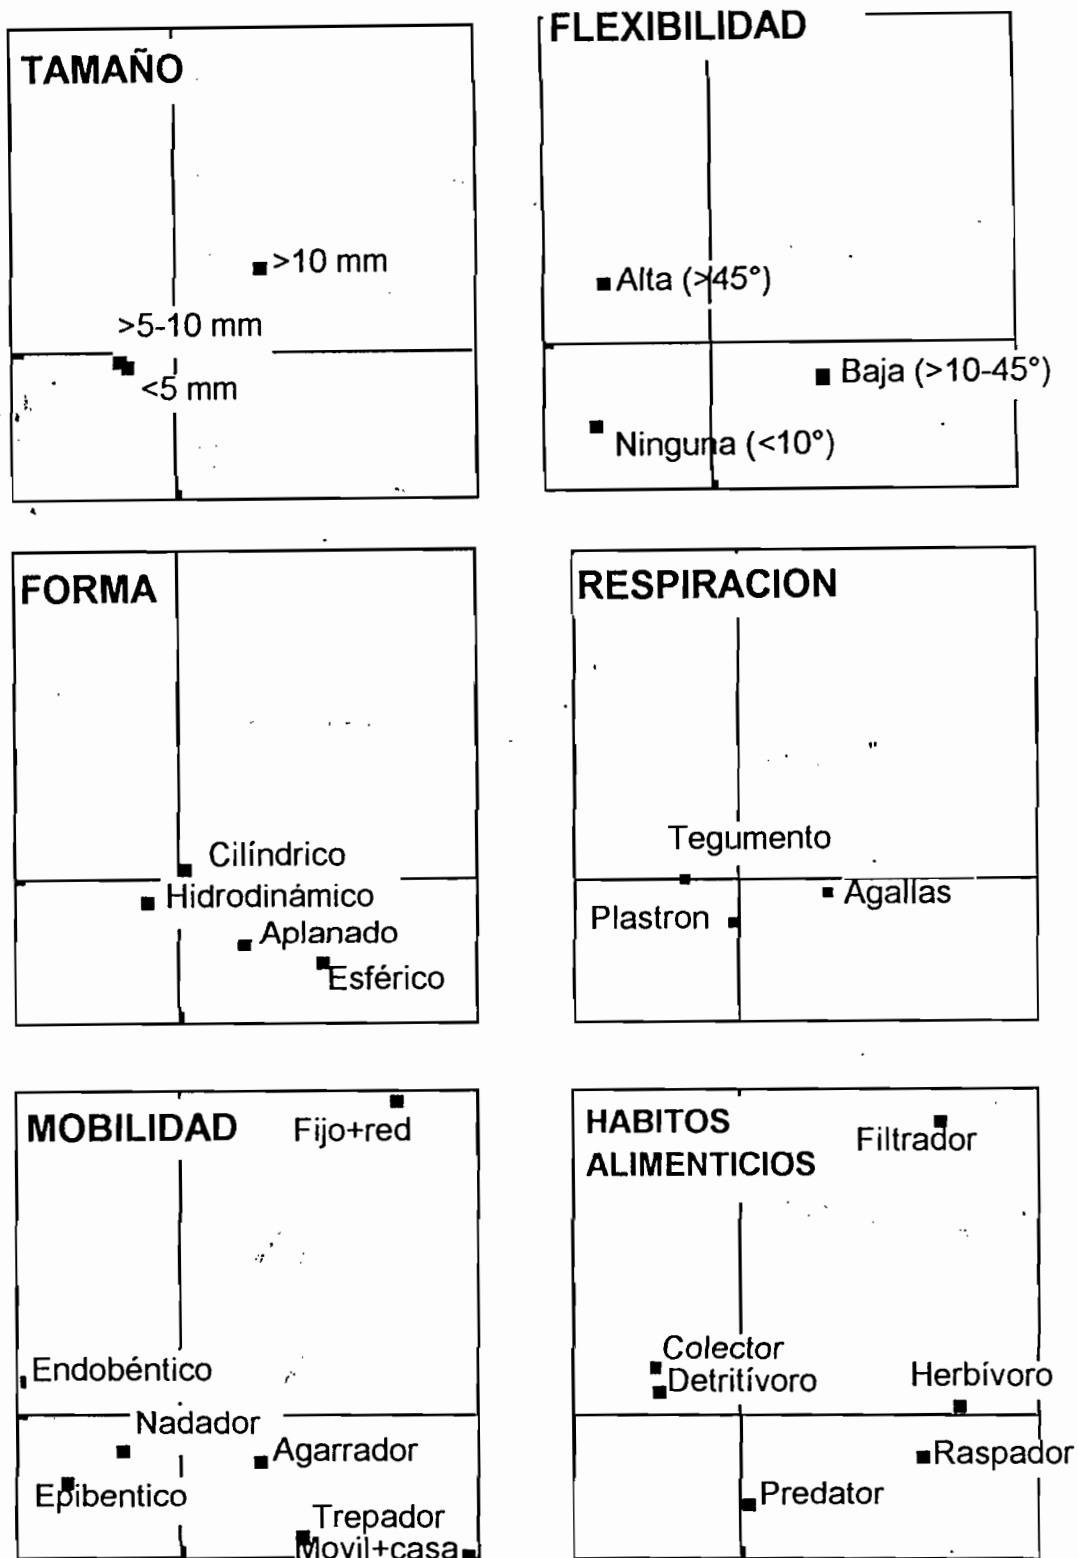 TAMAÑO
>10 mm
>5-10 mm
<5 mm
FLEXIBILIDAD
Alta (>45°)
Baja (>10-45°)
Ninguna (<10°)
FORMA
Cilíndrico
Hidrodinámico
Aplanado
Esférico
RESPIRACION
Tegumento
Agallas
Plastron
MOBILIDAD
Fijo+red
Endobéntico
Nadador
Agarrador
Epibentico
Trepador
Movil+casa
HABITOS
ALIMENTICIOS
Filtrador
Colector
Detritívoro
Herbívoro
Raspador
Predator